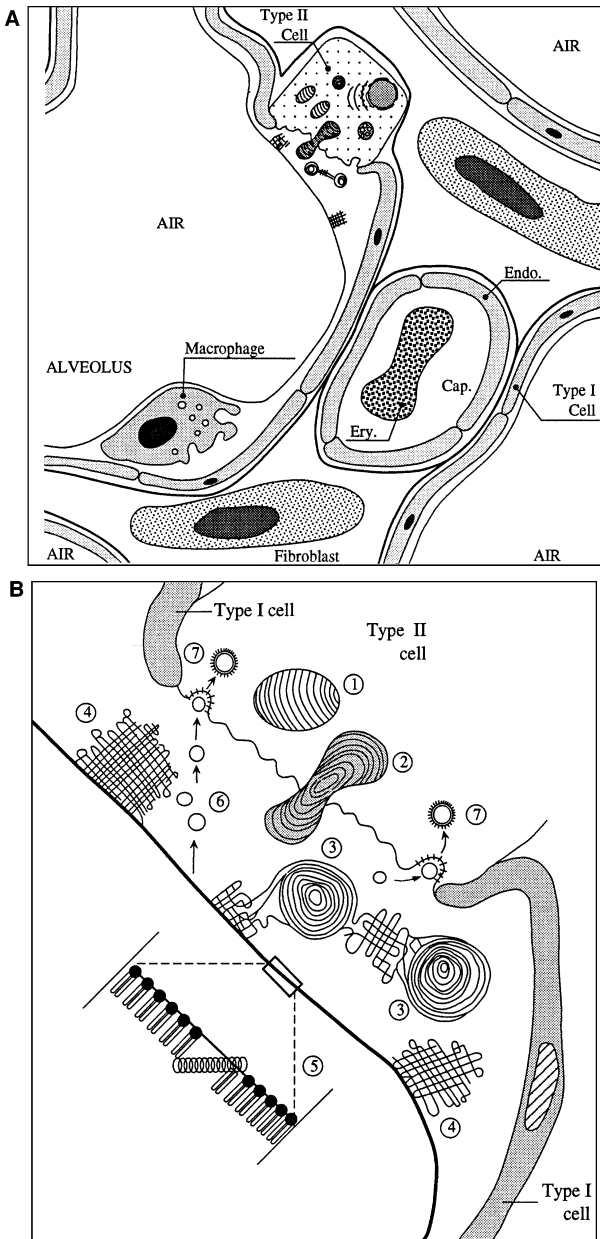 A
Type II
Cell
AIR
AIR
Endo.
Macrophage
ALVEOLUS
Cap.
Type I
Cell
Ery.
AIR
Fibroblast
AIR
B
Type I cell
Type II
cell
7
1
4
2
6
7
3
3
5
4
Type I
cell